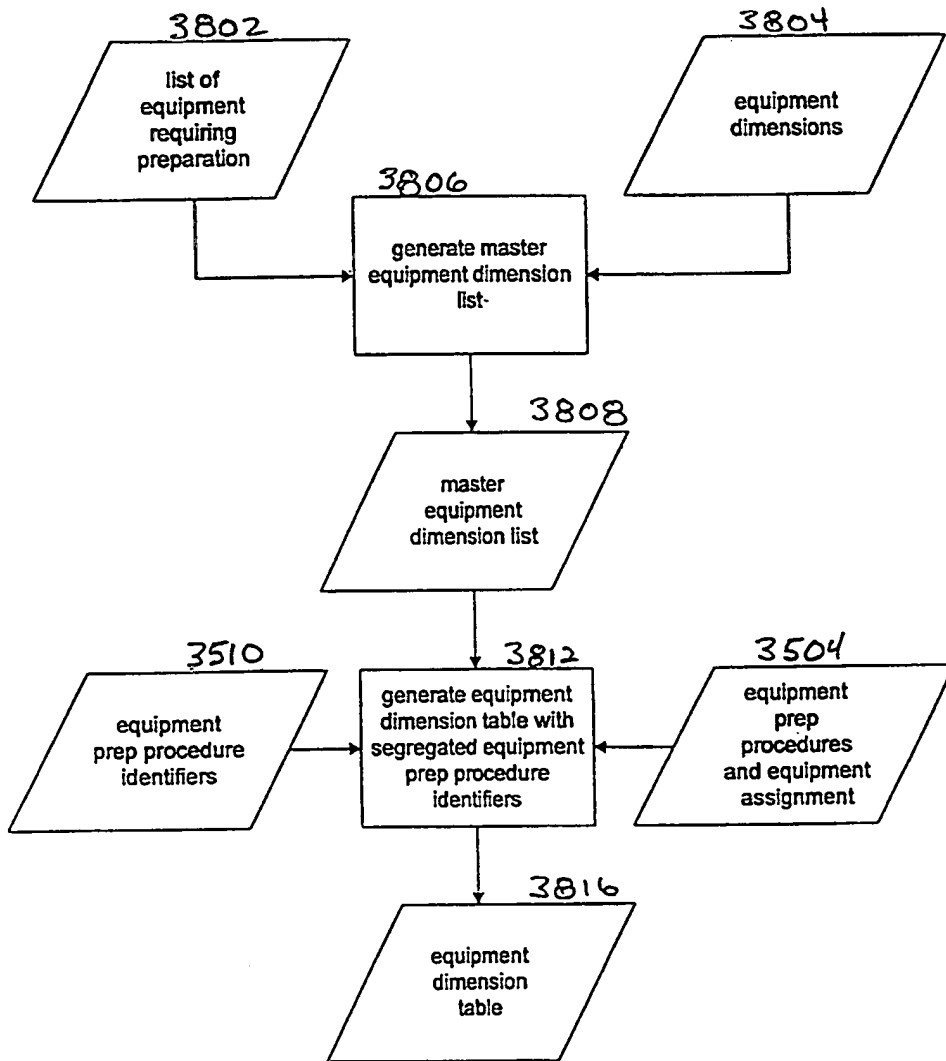 3802
list of
equipment
requiring
preparation
3804
equipment
dimensions
3806
generate master
equipment dimension
list-
3808
master
equipment
dimension list
3510
equipment
prep procedure
identifiers
3812
generate equipment
dimension table with
segregated equipment
prep procedure
identifiers
3504
equipment
prep
procedures
and equipment
assignment
3816
equipment
dimension
table